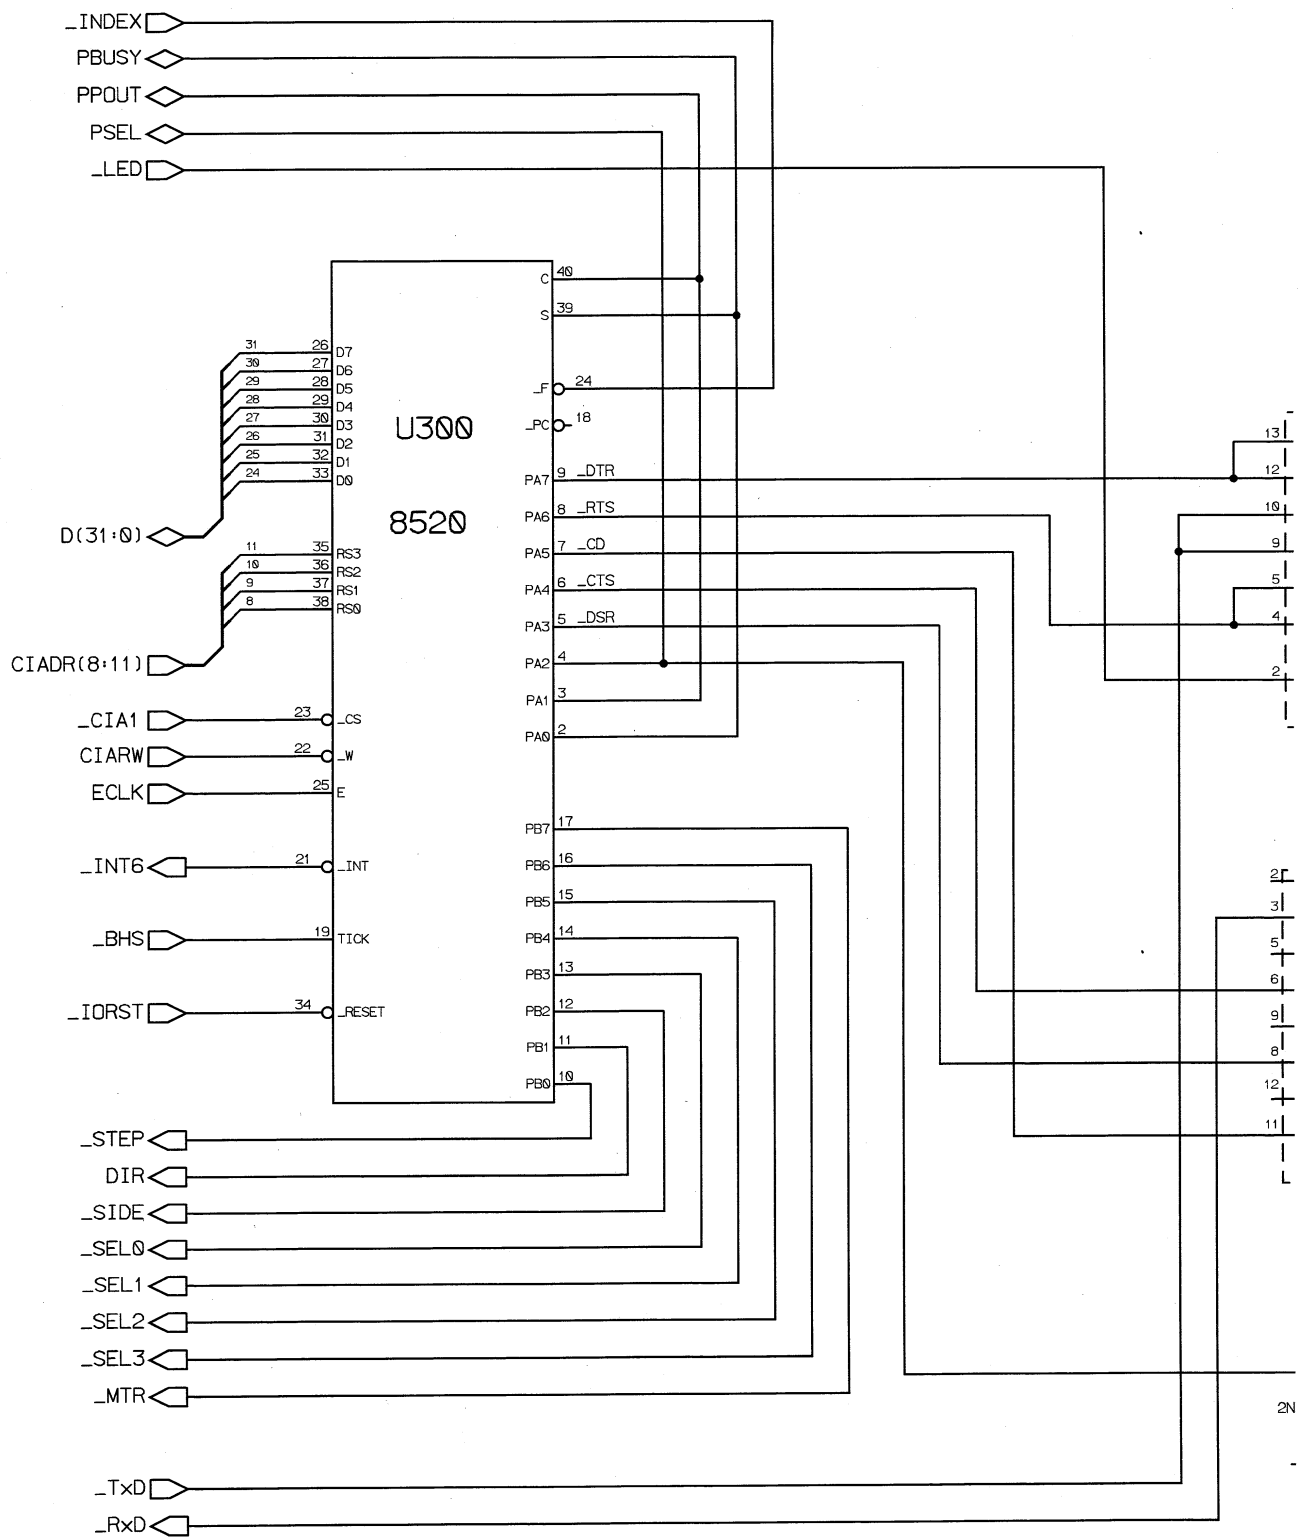 _INDEX
PBUSY
PPOUT
PSEL
_LED
C 40
S 39
31 26 D7
30 27 D6
29 28 D5
28 29 D4
27 30 D3
26 31 D2
25 32 D1
24 33 D0
_F 24
_PC 18
U300
8520
D(31:0)
11 35 RS3
10 36 RS2
9 37 RS1
8 38 RS0
CIADR(8:11)
PA7 9 _DTR
PA6 8 _RTS
PA5 7 _CD
PA4 6 _CTS
PA3 5 _DSR
PA2 4
PA1 3
PA0 2
13
12
10
9
5
4
2
_CIA1 23 _CS
CIARW 22 _W
ECLK 25 E
_INT6 21 _INT
_BHS 19 TICK
_IORST 34 _RESET
PB7 17
PB6 16
PB5 15
PB4 14
PB3 13
PB2 12
PB1 11
PB0 10
2
3
5
6
9
8
12
11
_STEP
DIR
_SIDE
_SEL0
_SEL1
_SEL2
_SEL3
_MTR
2N
_TxD
_RxD